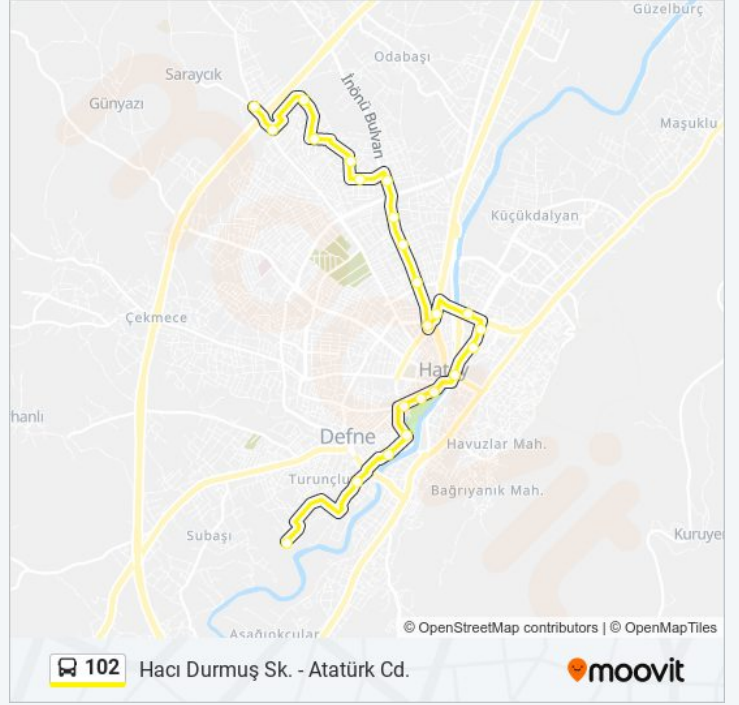 Güzelburç
Odabaşı
Saraycık
Günyazı
İnönü Bulvarı
Maşuklu
Küçükdalyan
Çekmece
Hatay
hanlı
Defne
Havuzlar Mah.
Turunçlu
Bağrıyanık Mah.
Subaşı
Kuruye
Aşağıokçular
© OpenStreetMap contributors | © OpenMapTiles
102 Hacı Durmuş Sk. - Atatürk Cd.
moovit